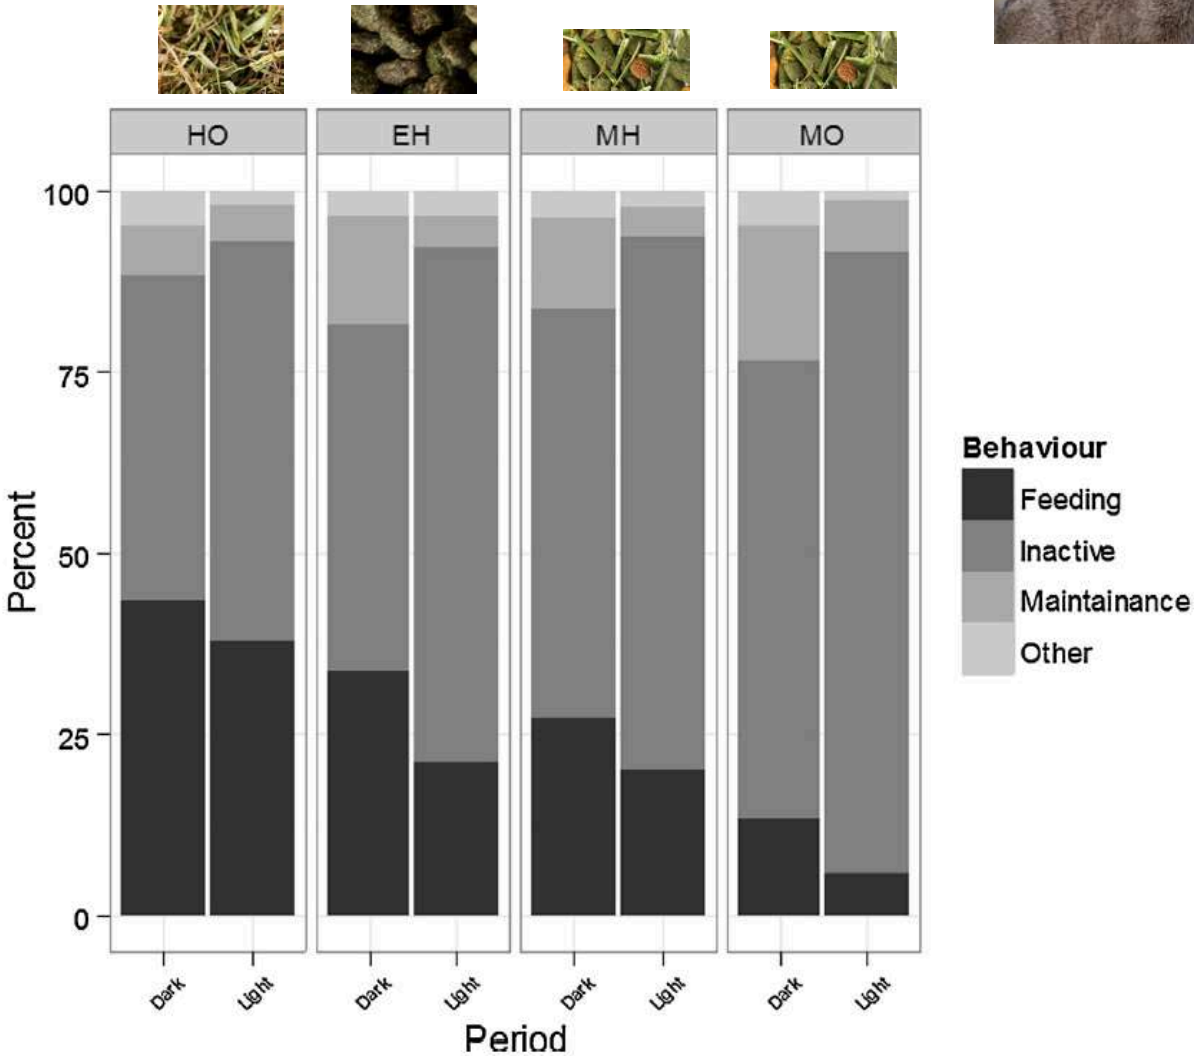 HO EH MH MO
100
75
50
25
0
Percent
Dark Light Dark Light Dark Light Dark Light
Period
Behaviour
Feeding
Inactive
Maintainance
Other